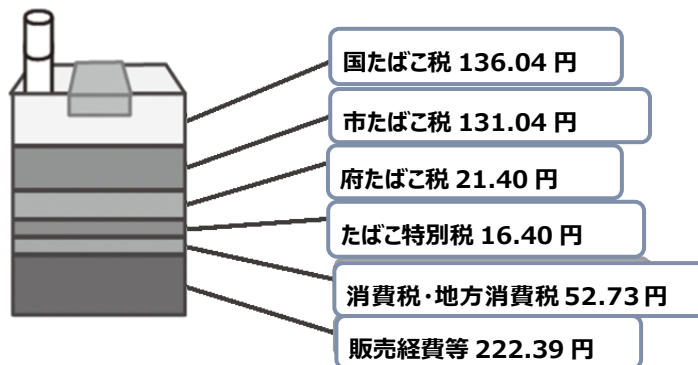 国たばこ税 136.04 円
市たばこ税 131.04 円
府たばこ税 21.40 円
たばこ特別税 16.40 円
消費税・地方消費税 52.73 円
販売経費等 222.39 円